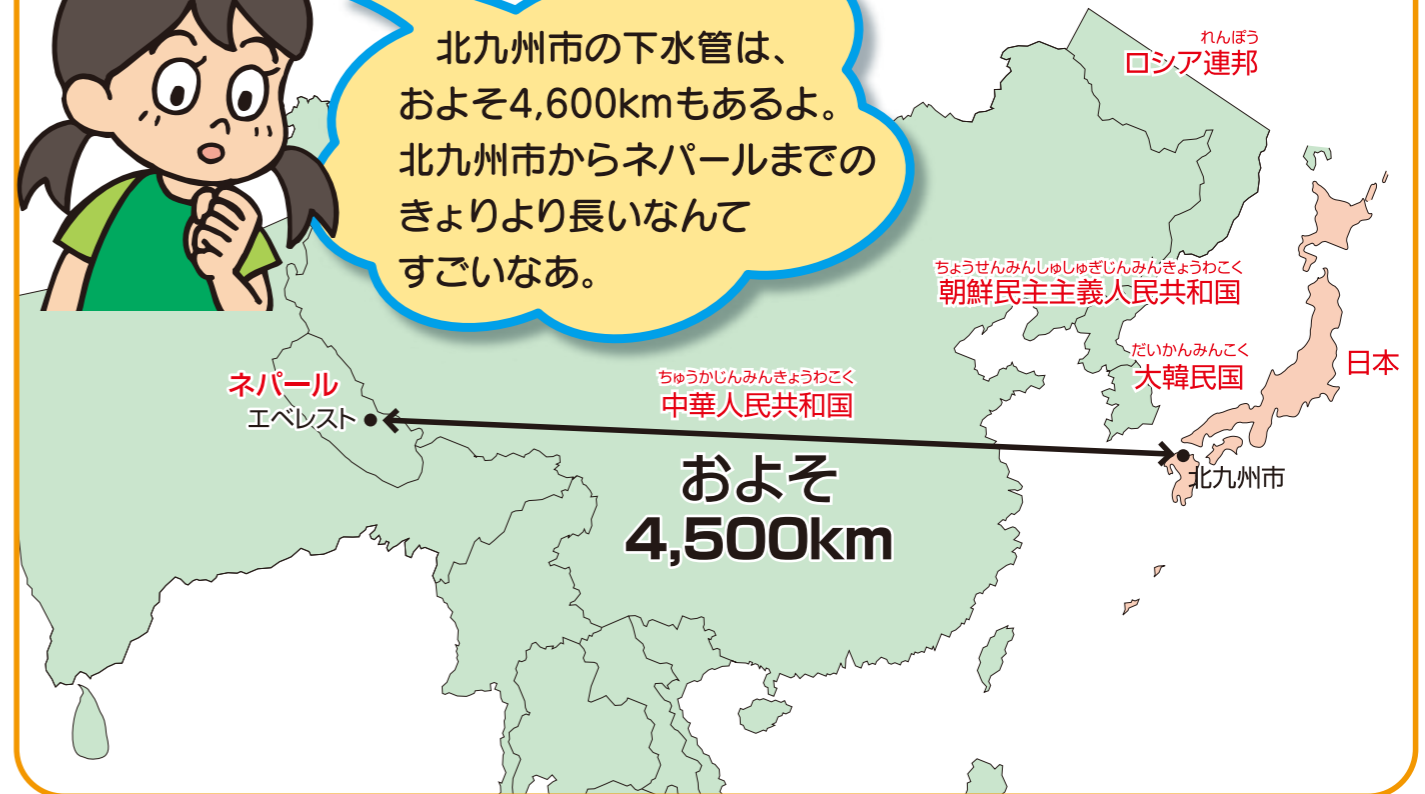 北九州市の下水管は、
およそ4,600kmもあるよ。
北九州市からネパールまでの
きょりより長いなんて
すごいなあ。
れんぽう
ロシア連邦
ちょうせんみんしゅしゅぎじんみんきょうわこく
朝鮮民主主義人民共和国
だいかんみんこく
大韓民国
日本
ネパール
エベレスト
ちゅうかじんみんきょうわこく
中華人民共和国
およそ
4,500km
北九州市